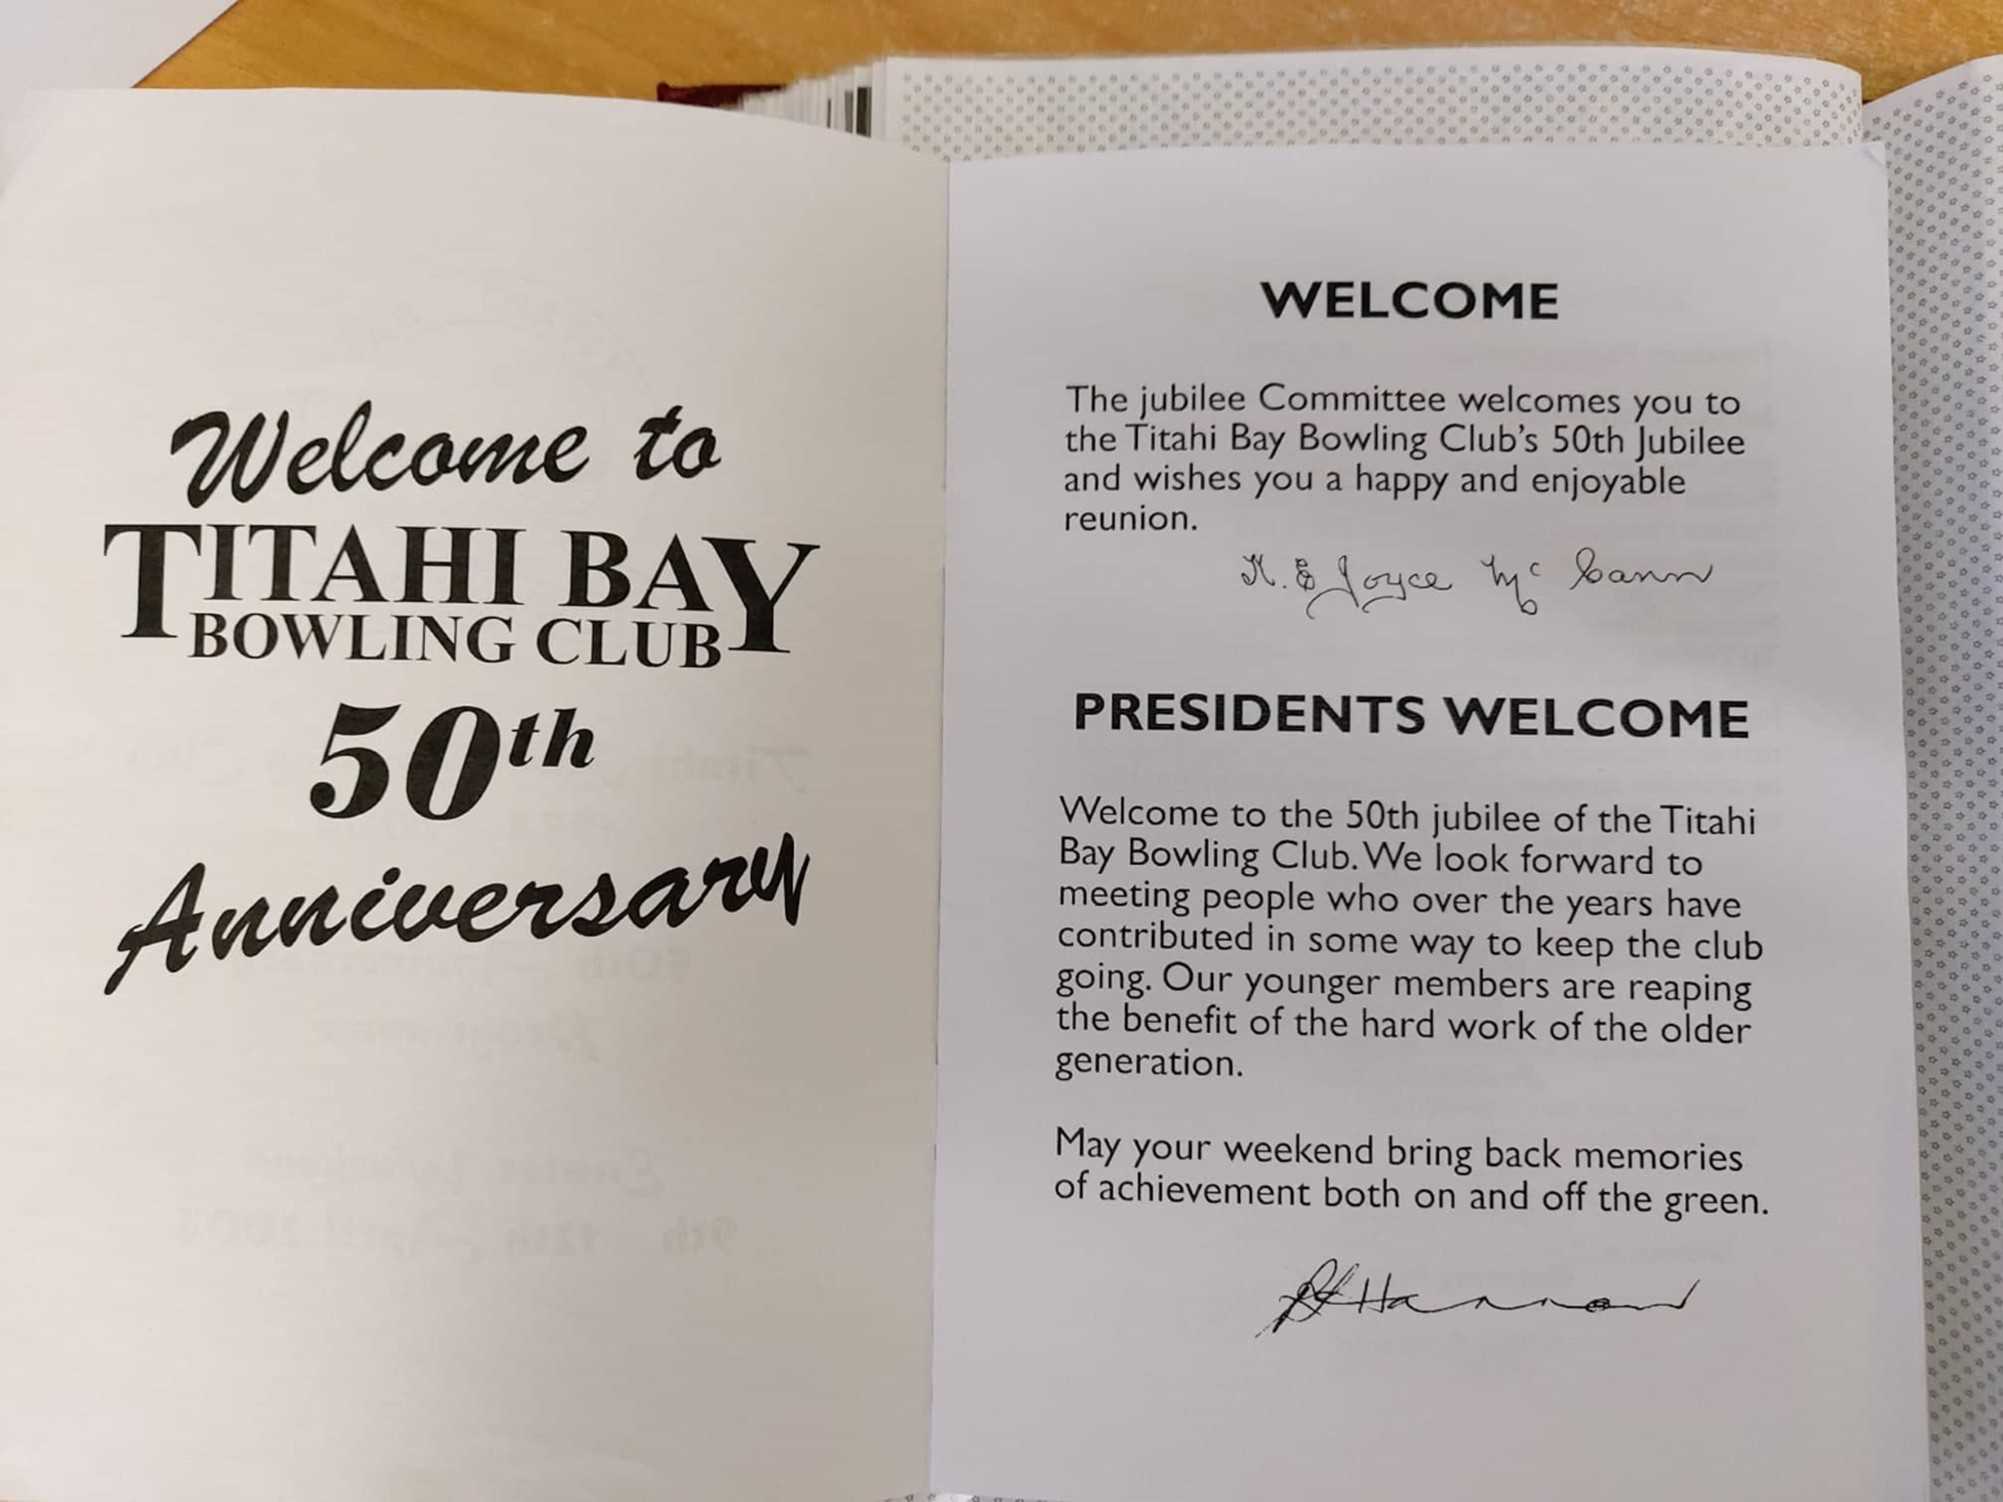 Welcome to
TITAHI BAY
BOWLING CLUB
50th
Anniversary
WELCOME
The jubilee Committee welcomes you to
the Titahi Bay Bowling Club's 50th Jubilee
and wishes you a happy and enjoyable
reunion.
Joyce Mc Cann
PRESIDENTS WELCOME
Welcome to the 50th jubilee of the Titahi
Bay Bowling Club. We look forward to
meeting people who over the years have
contributed in some way to keep the club
going. Our younger members are reaping
the benefit of the hard work of the older
generation.
May your weekend bring back memories
of achievement both on and off the green.